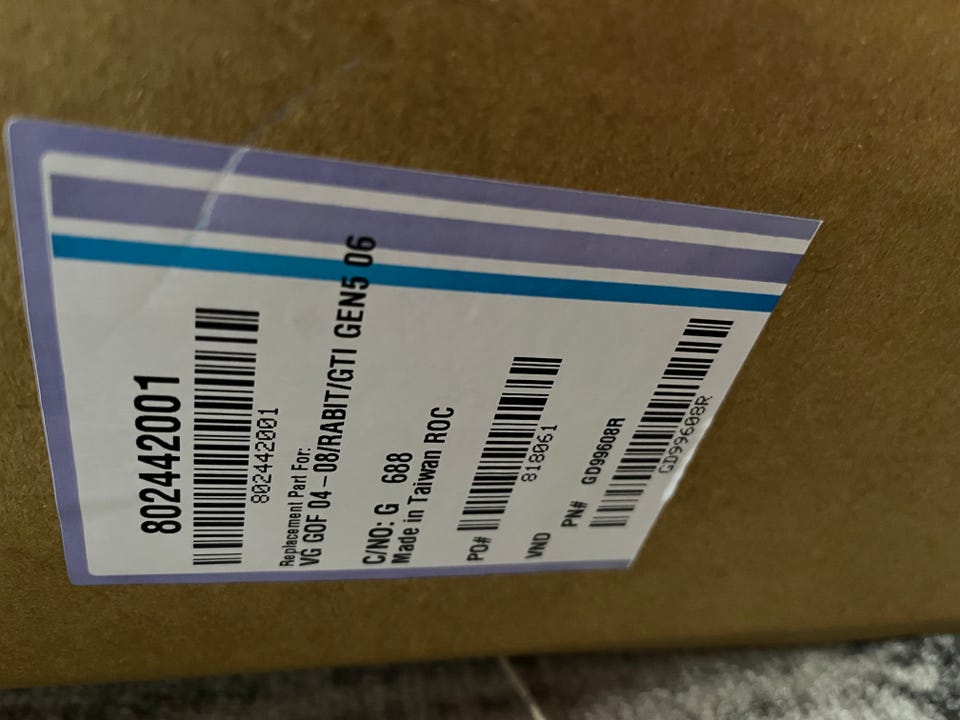 802442001
802442001
Replacement Part For:
VG GOF 04-08/RABIT/GTI GEN5 06
C/NO: G 688
Made in Taiwan ROC
PO#
818061
VND
PN# GD99608R
GD99608R